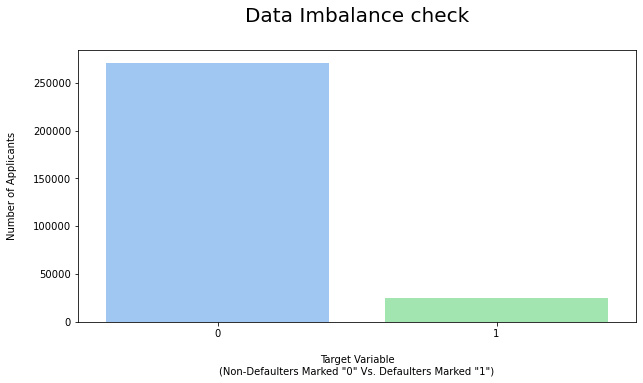 Data Imbalance check
250000
200000
150000
100000
50000
0
Number of Applicants
0 1
Target Variable
(Non-Defaulters Marked "0" Vs. Defaulters Marked "1")